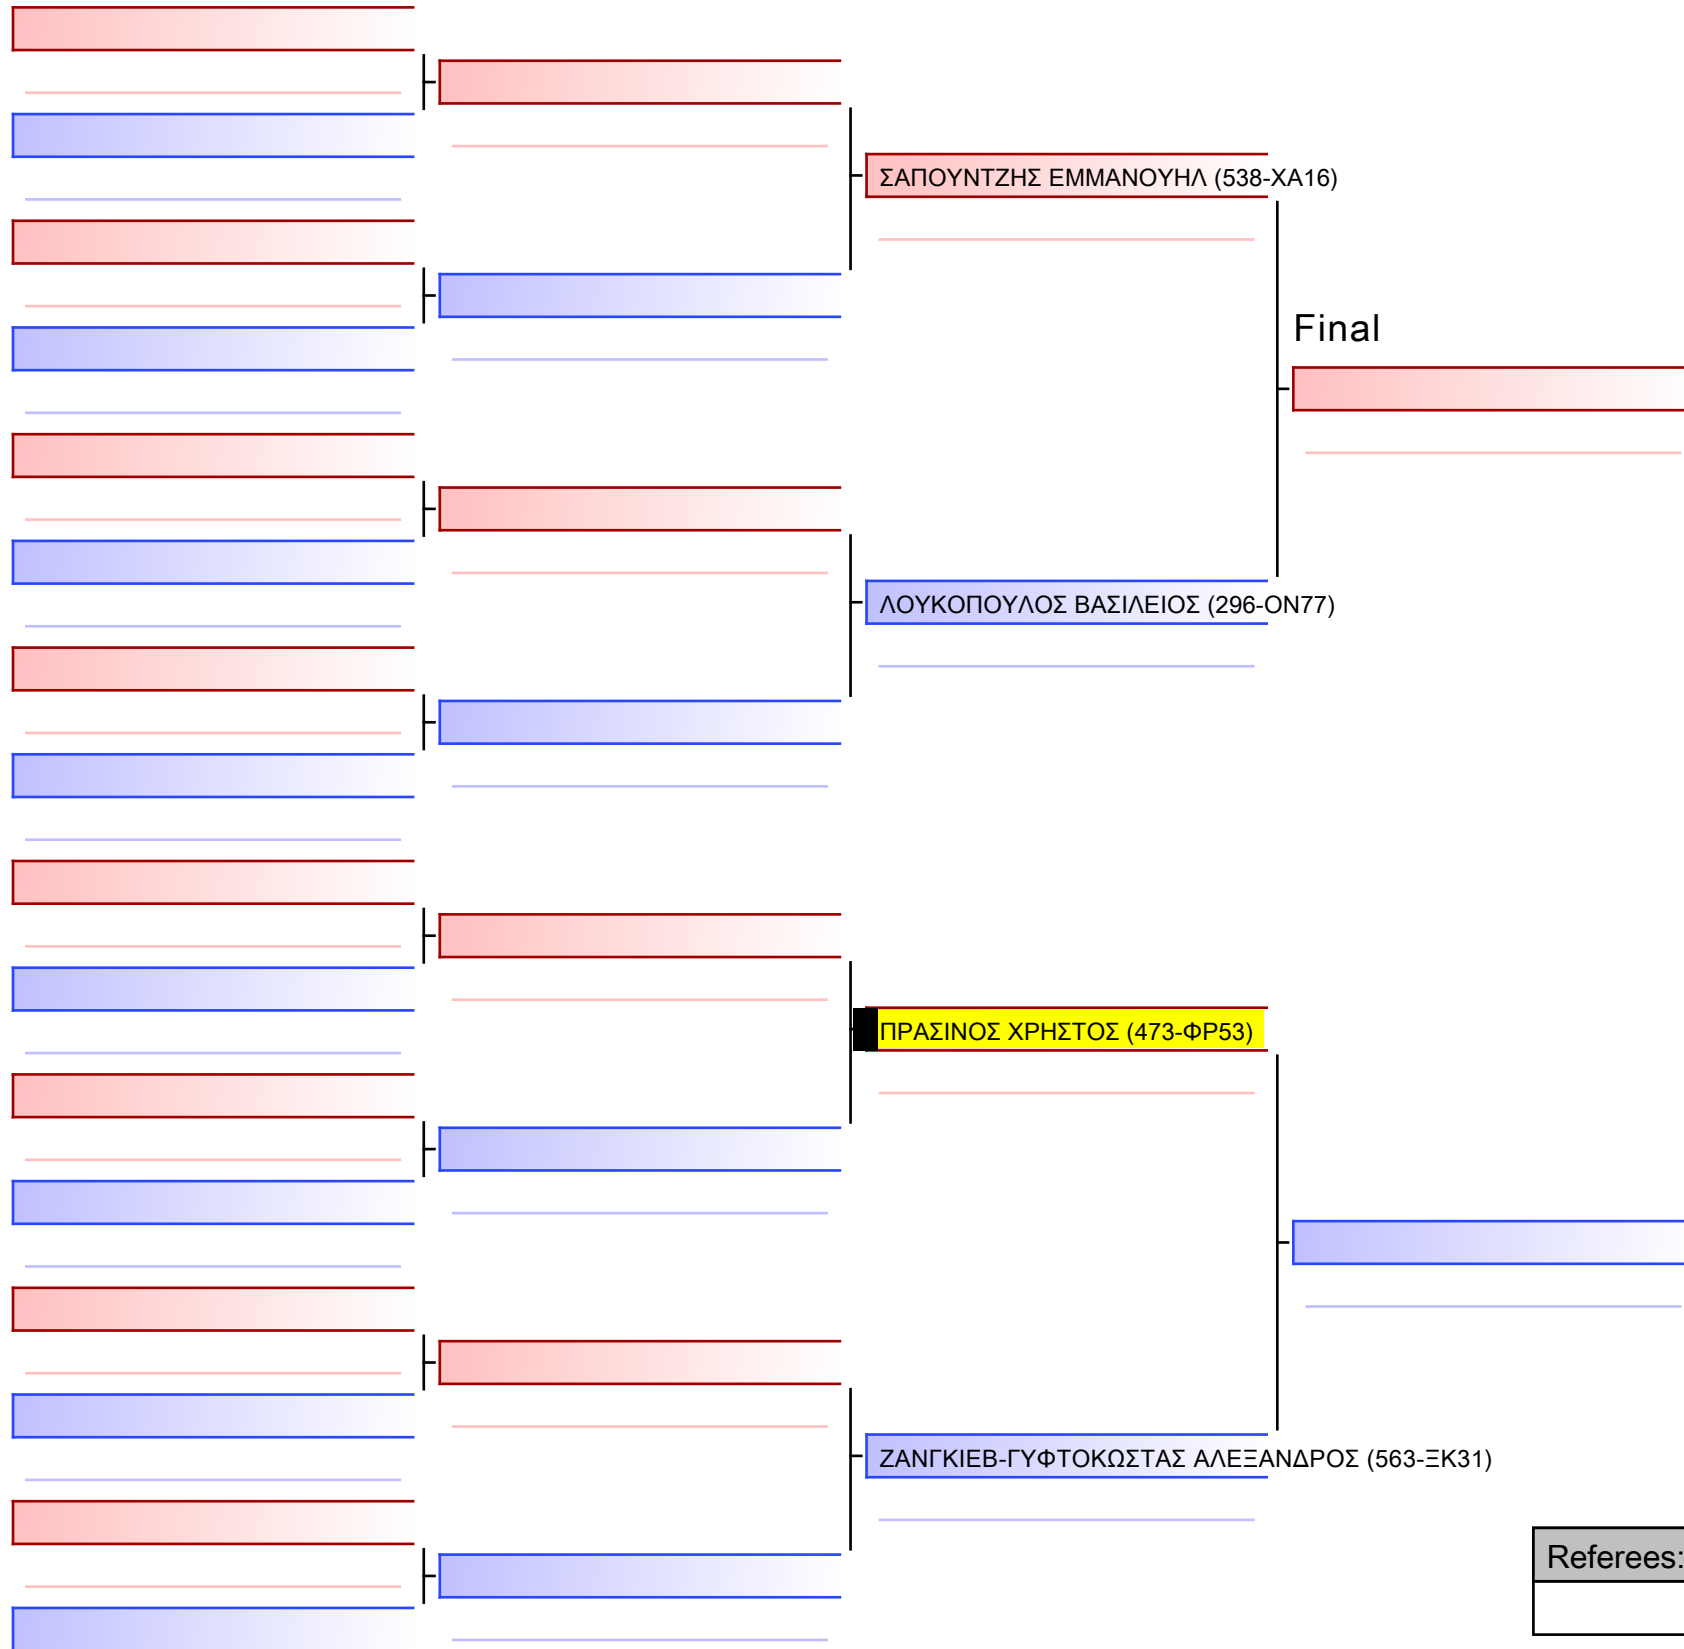 ΣΑΠΟΥΝΤΖΗΣ ΕΜΜΑΝΟΥΗΛ (538-ΧΑ16)
Final
ΛΟΥΚΟΠΟΥΛΟΣ ΒΑΣΙΛΕΙΟΣ (296-ΟΝ77)
ΠΡΑΣΙΝΟΣ ΧΡΗΣΤΟΣ (473-ΦΡ53)
ΖΑΝΓΚΙΕΒ-ΓΥΦΤΟΚΩΣΤΑΣ ΑΛΕΞΑΝΔΡΟΣ (563-ΞΚ31)
Referees: